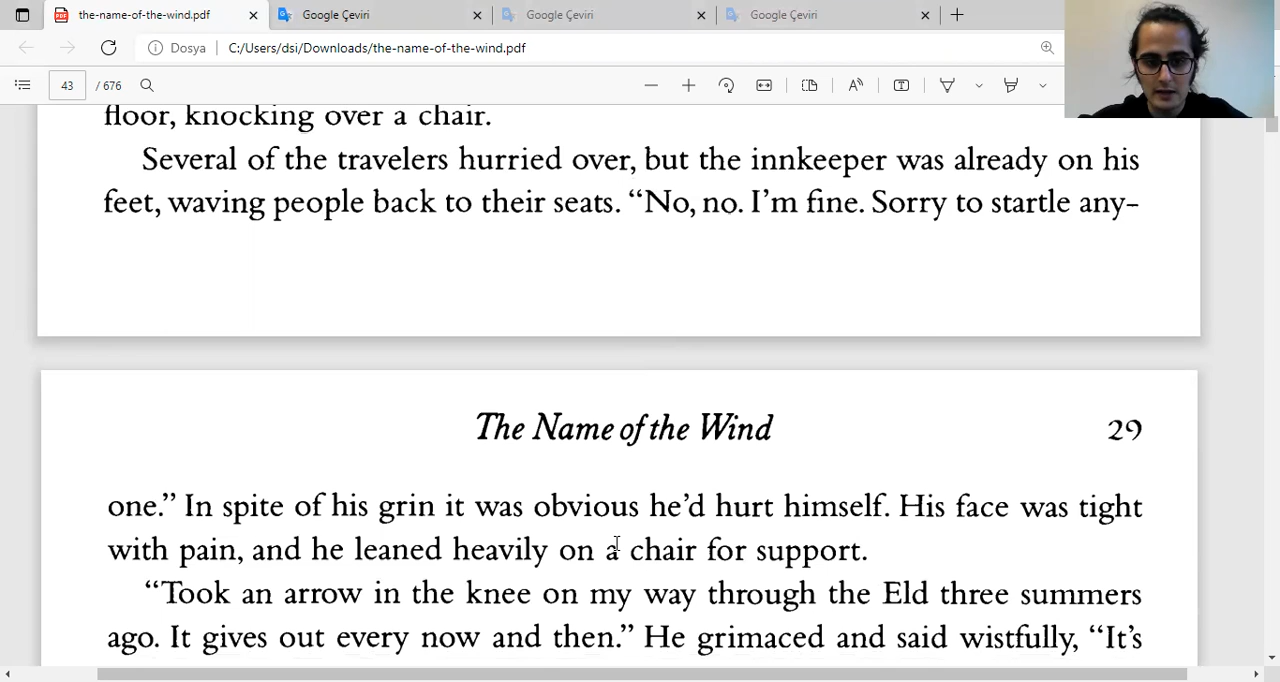 the-name-of-the-wind.pdf
Google Çeviri
Google Çeviri
Google Çeviri
Dosya
C:/Users/dsi/Downloads/the-name-of-the-wind.pdf
43 / 676
floor, knocking over a chair.
Several of the travelers hurried over, but the innkeeper was already on his
feet, waving people back to their seats. “No, no. I’m fine. Sorry to startle any-
The Name of the Wind
29
one.” In spite of his grin it was obvious he’d hurt himself. His face was tight
with pain, and he leaned heavily on a chair for support.
“Took an arrow in the knee on my way through the Eld three summers
ago. It gives out every now and then.” He grimaced and said wistfully, “It’s